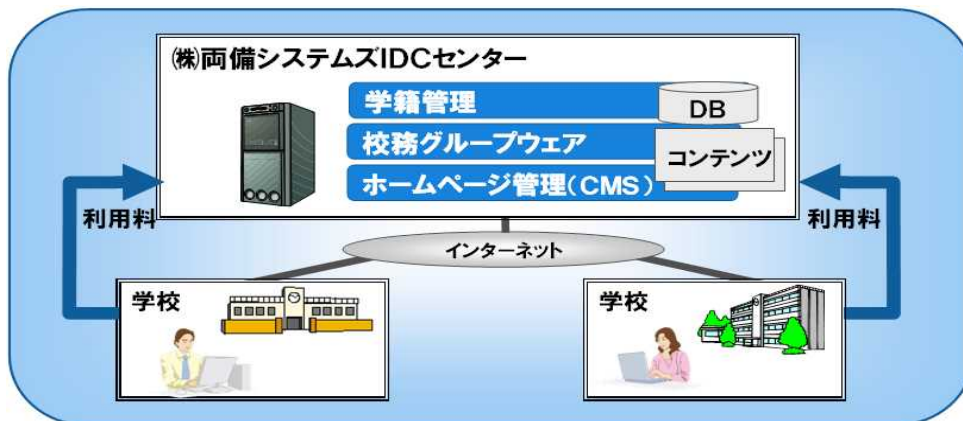 ㈱両備システムズIDCセンター
学籍管理
DB
校務グループウェア
コンテンツ
ホームページ管理(CMS)
利用料
利用料
インターネット
学校
学校